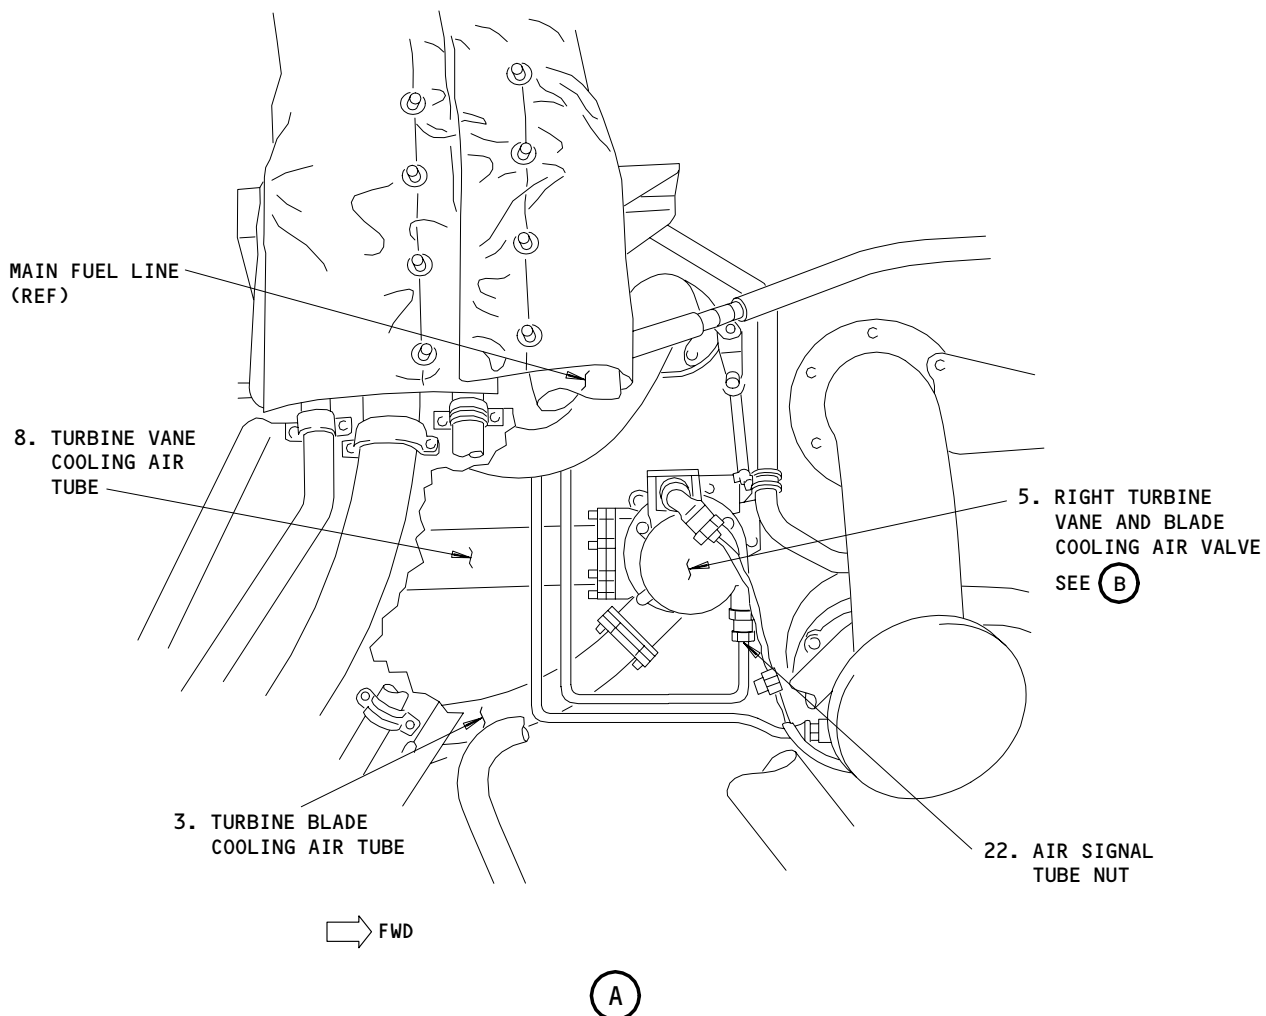 MAIN FUEL LINE
(REF)
8. TURBINE VANE
COOLING AIR
TUBE
5. RIGHT TURBINE
VANE AND BLADE
COOLING AIR VALVE
SEE B
3. TURBINE BLADE
COOLING AIR TUBE
22. AIR SIGNAL
TUBE NUT
FWD
A